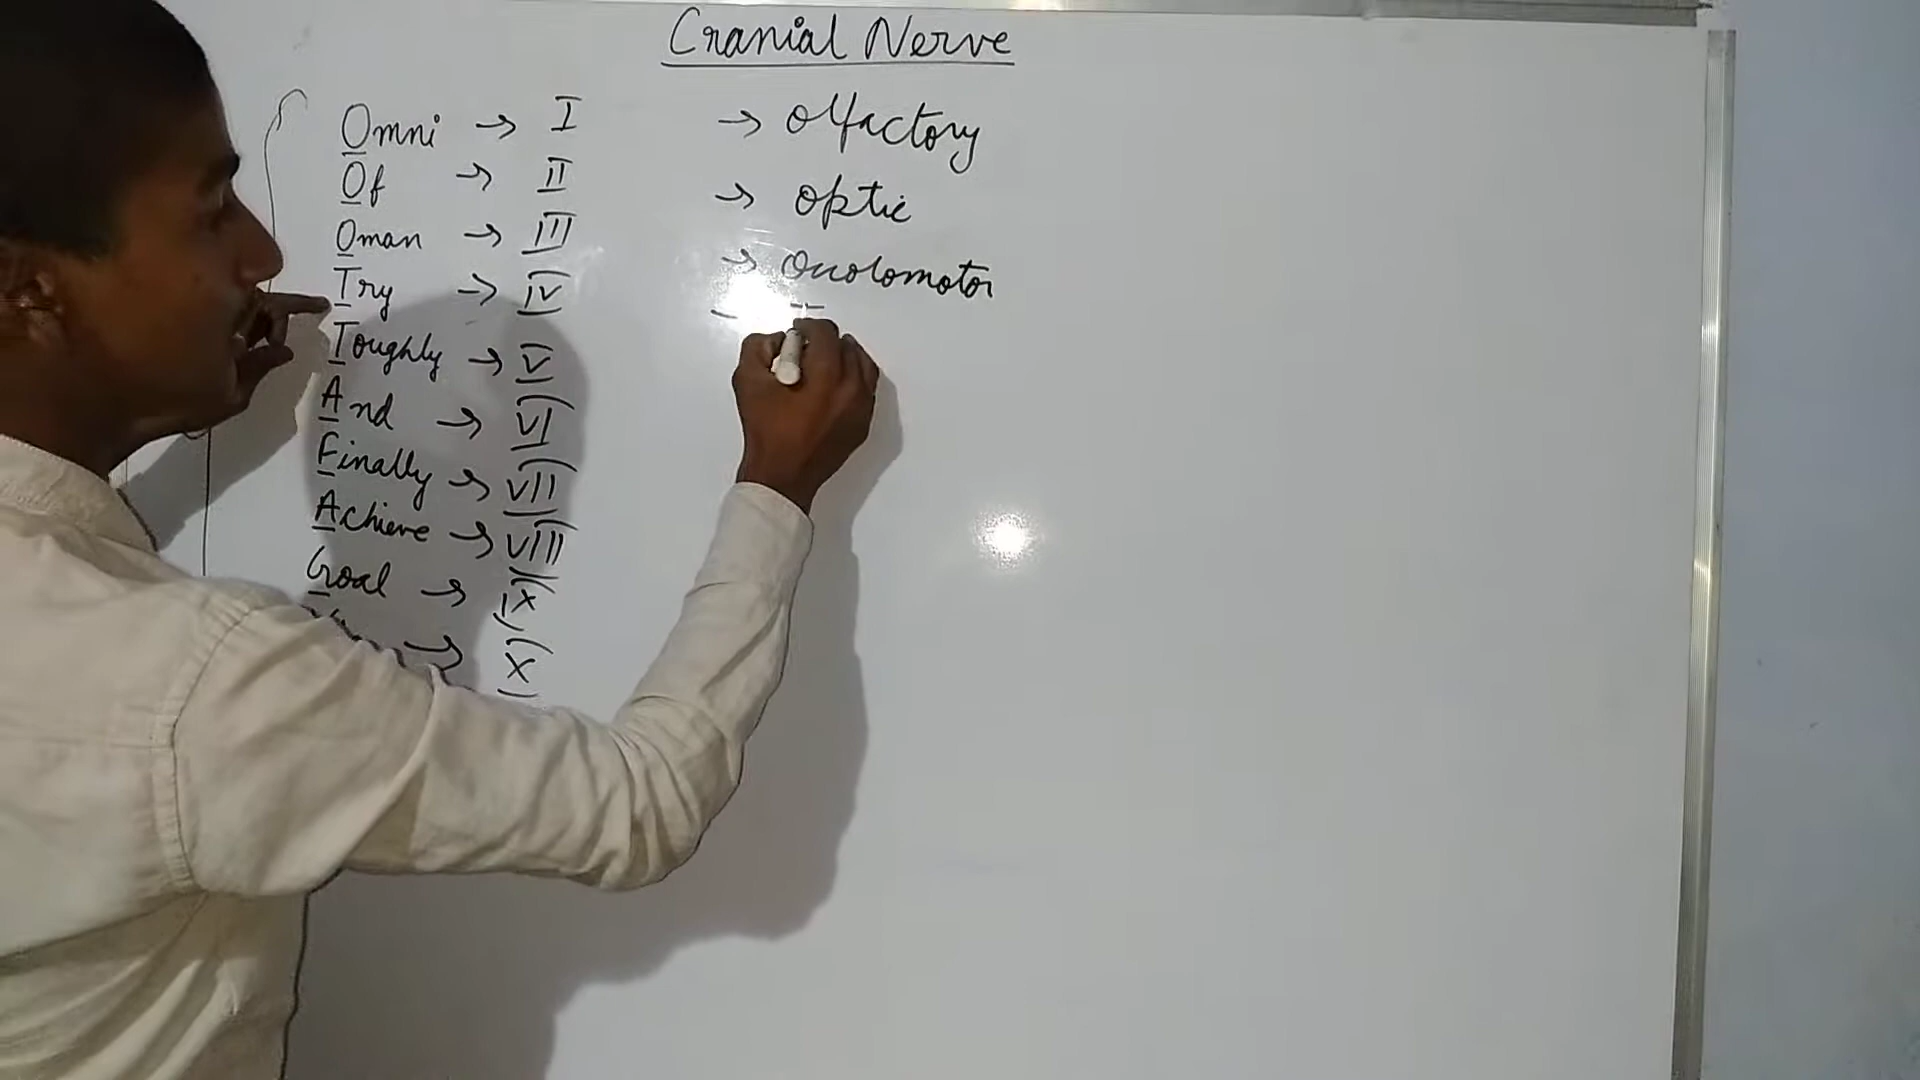 Cranial Nerve
Omni → I → Olfactory
Of → II → optic
Oman → III → Occolomotor
Try → IV
Toughly → V
And → VI
Finally → VII
Achieve → VIII
Goal → IX
→ X